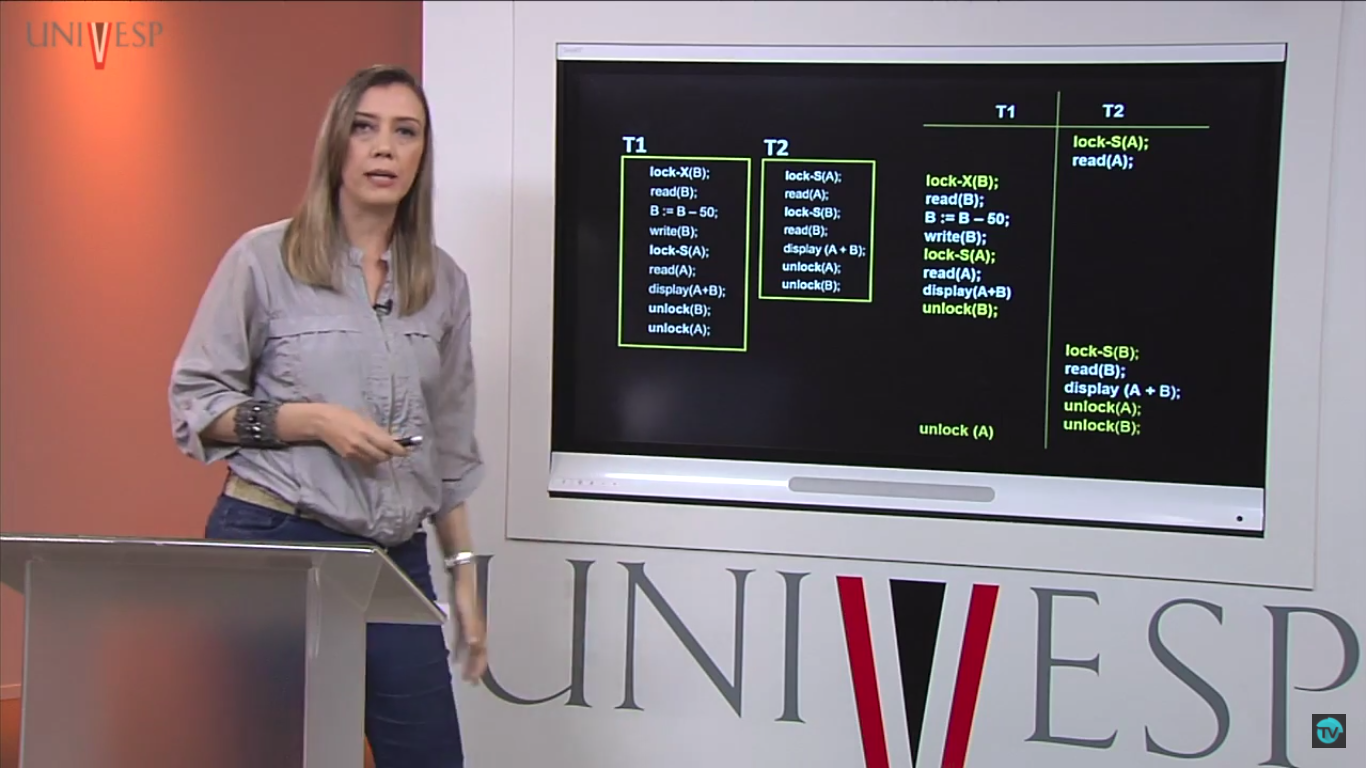 UNIVESP
T1
lock-X(B);
read(B);
B := B – 50;
write(B);
lock-S(A);
read(A);
display(A+B);
unlock(B);
unlock(A);
T2
lock-S(A);
read(A);
lock-S(B);
read(B);
display (A + B);
unlock(A);
unlock(B);
T1 T2
lock-S(A);
read(A);
lock-X(B);
read(B);
B := B – 50;
write(B);
lock-S(A);
read(A);
display(A+B)
unlock(B);
lock-S(B);
read(B);
display (A + B);
unlock(A);
unlock(B);
unlock (A)
UNIVESP
TV